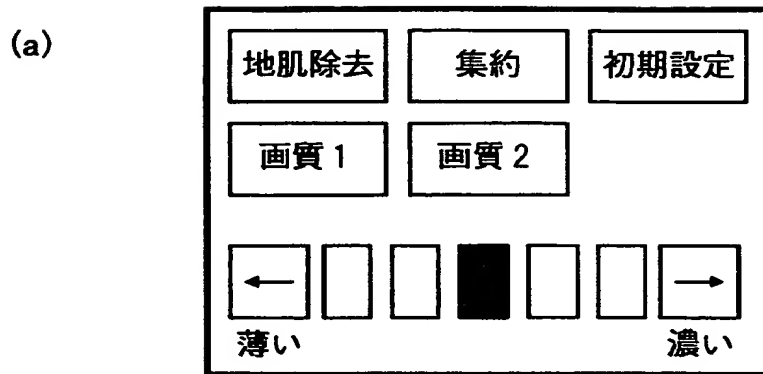 (a)
地肌除去 集約 初期設定
画質1 画質2
← →
薄い 濃い